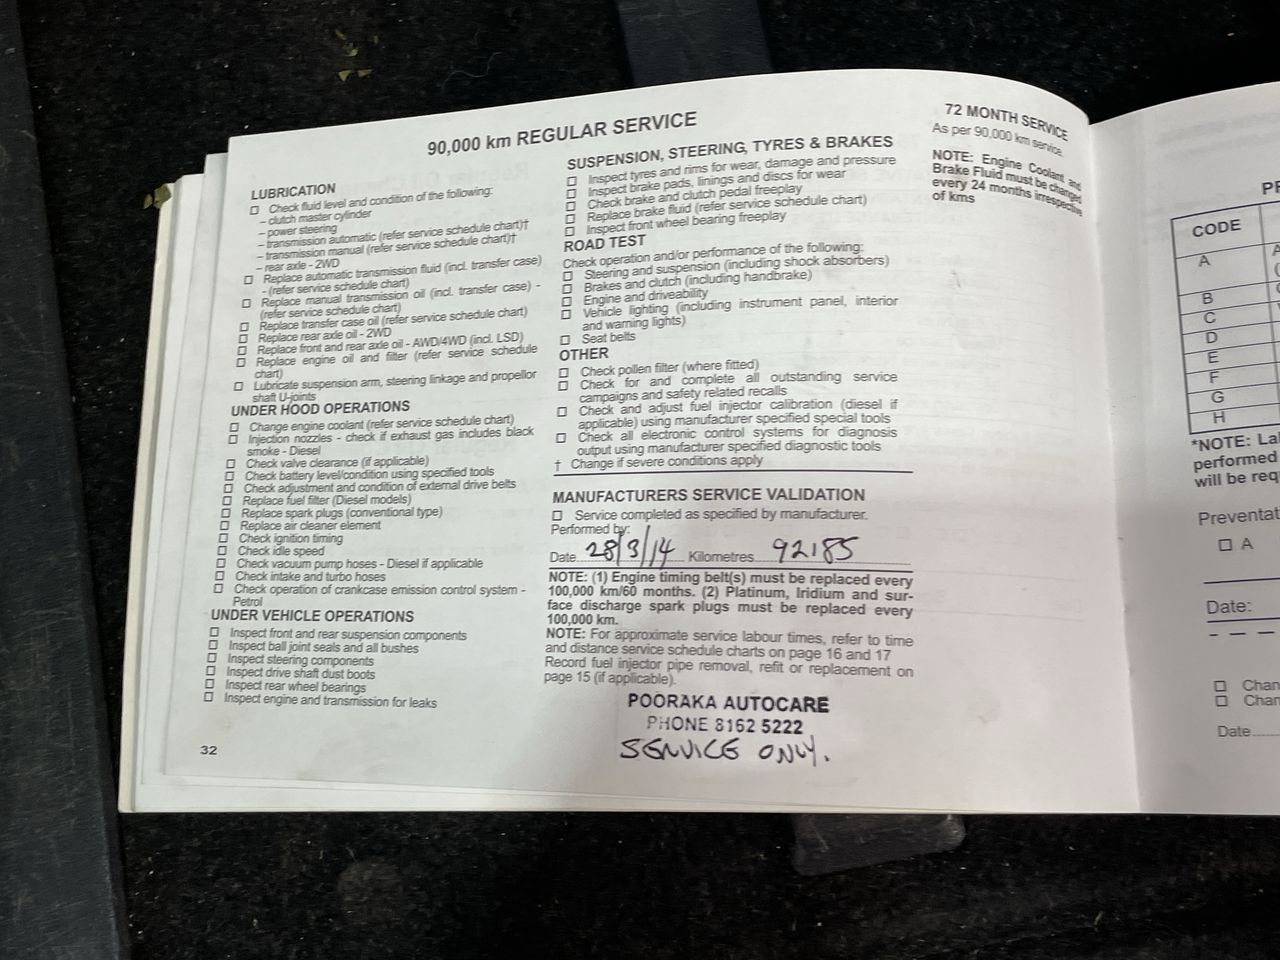 90,000 km REGULAR SERVICE
LUBRICATION
Check fluid level and condition of the following:
– clutch master cylinder
– power steering
– transmission automatic (refer service schedule chart)†
– transmission manual (refer service schedule chart)†
– rear axle - 2WD
Replace automatic transmission fluid (incl. transfer case)
- (refer service schedule chart)
Replace manual transmission oil (incl. transfer case) -
(refer service schedule chart)
Replace transfer case oil (refer service schedule chart)
Replace rear axle oil - 2WD
Replace front and rear axle oil - AWD/4WD (incl. LSD)
Replace engine oil and filter (refer service schedule
chart)
Lubricate suspension arm, steering linkage and propellor
shaft U-joints
UNDER HOOD OPERATIONS
Change engine coolant (refer service schedule chart)
Injection nozzles - check if exhaust gas includes black
smoke - Diesel
Check valve clearance (if applicable)
Check battery level/condition using specified tools
Check adjustment and condition of external drive belts
Replace fuel filter (Diesel models)
Replace spark plugs (conventional type)
Replace air cleaner element
Check ignition timing
Check idle speed
Check vacuum pump hoses - Diesel if applicable
Check intake and turbo hoses
Check operation of crankcase emission control system -
Petrol
UNDER VEHICLE OPERATIONS
Inspect front and rear suspension components
Inspect ball joint seals and all bushes
Inspect steering components
Inspect drive shaft dust boots
Inspect rear wheel bearings
Inspect engine and transmission for leaks
32
SUSPENSION, STEERING, TYRES & BRAKES
Inspect tyres and rims for wear, damage and pressure
Inspect brake pads, linings and discs for wear
Check brake and clutch pedal freeplay
Replace brake fluid (refer service schedule chart)
Inspect front wheel bearing freeplay
ROAD TEST
Check operation and/or performance of the following:
Steering and suspension (including shock absorbers)
Brakes and clutch (including handbrake)
Engine and driveability
Vehicle lighting (including instrument panel, interior
and warning lights)
Seat belts
OTHER
Check pollen filter (where fitted)
Check for and complete all outstanding service
campaigns and safety related recalls
Check and adjust fuel injector calibration (diesel if
applicable) using manufacturer specified special tools
Check all electronic control systems for diagnosis
output using manufacturer specified diagnostic tools
† Change if severe conditions apply
MANUFACTURERS SERVICE VALIDATION
Service completed as specified by manufacturer.
Performed by:
Date 28/3/14 Kilometres 92185
NOTE: (1) Engine timing belt(s) must be replaced every
100,000 km/60 months. (2) Platinum, Iridium and sur-
face discharge spark plugs must be replaced every
100,000 km.
NOTE: For approximate service labour times, refer to time
and distance service schedule charts on page 16 and 17
Record fuel injector pipe removal, refit or replacement on
page 15 (if applicable).
POORAKA AUTOCARE
PHONE 8162 5222
SERVICE ONLY.
72 MONTH SERVICE
As per 90,000 km service.
NOTE: Engine Coolant and
Brake Fluid must be changed
every 24 months irrespective
of kms
CODE
A
B
C
D
E
F
G
H
*NOTE: La
performed
will be req
Preventat
A
Date:
Chan
Chan
Date